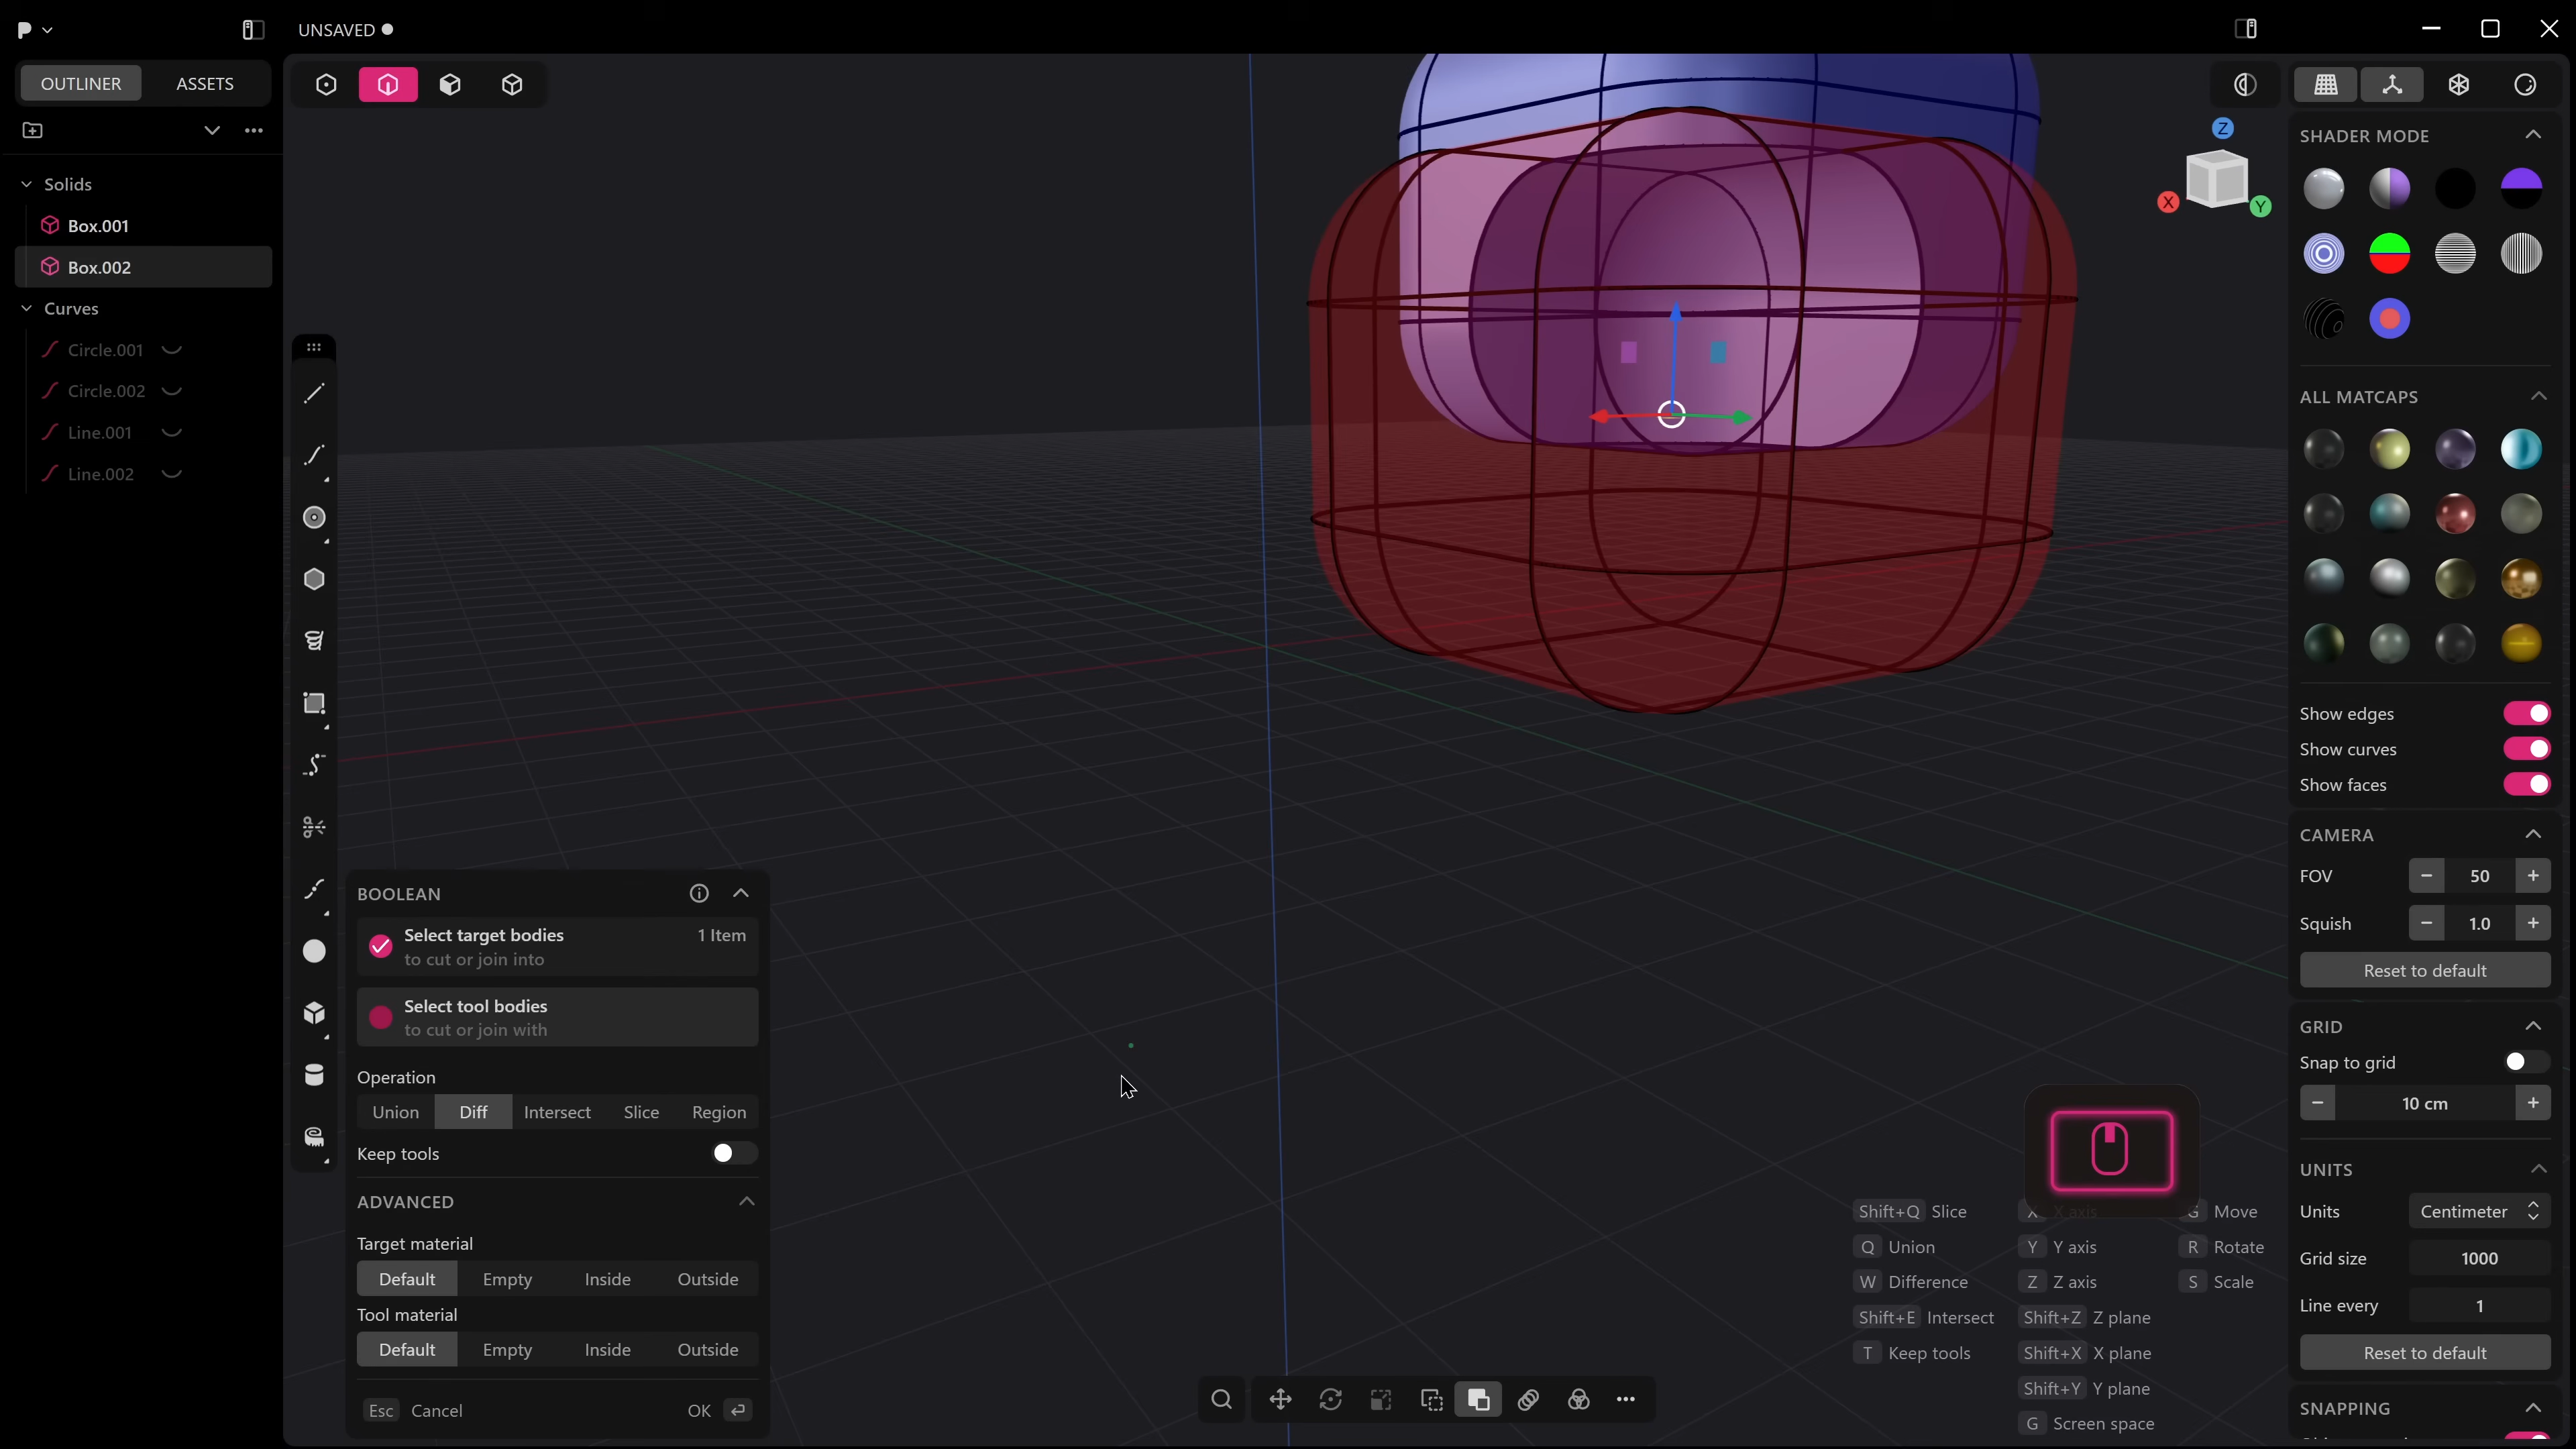 UNSAVED
OUTLINER
ASSETS
Solids
Box.001
Box.002
Curves
Circle.001
Circle.002
Line.001
Line.002
BOOLEAN
Select target bodies 1 Item
to cut or join into
Select tool bodies
to cut or join with
Operation
Union Diff Intersect Slice Region
Keep tools
ADVANCED
Target material
Default Empty Inside Outside
Tool material
Default Empty Inside Outside
Esc Cancel OK
Z
X
Y
Shift+Q Slice
Q Union
W Difference
Shift+E Intersect
T Keep tools
X X axis
Y Y axis
Z Z axis
Shift+Z Z plane
Shift+X X plane
Shift+Y Y plane
G Screen space
G Move
R Rotate
S Scale
SHADER MODE
ALL MATCAPS
Show edges
Show curves
Show faces
CAMERA
FOV 50
Squish 1.0
Reset to default
GRID
Snap to grid
10 cm
UNITS
Units Centimeter
Grid size 1000
Line every 1
Reset to default
SNAPPING